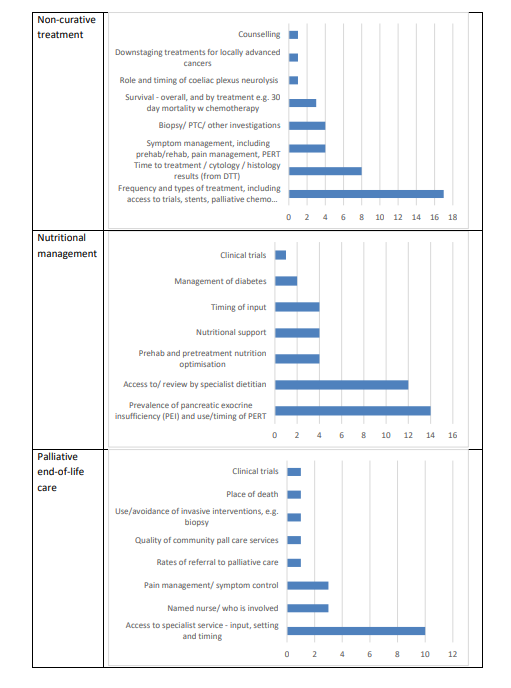 Non-curative
treatment
Counselling
Downstaging treatments for locally advanced
cancers
Role and timing of coeliac plexus neurolysis
Survival - overall, and by treatment e.g. 30
day mortality w chemotherapy
Biopsy/ PTC/ other investigations
Symptom management, including
prehab/rehab, pain management, PERT
Time to treatment / cytology / histology
results (from DTT)
Frequency and types of treatment, including
access to trials, stents, palliative chemo...
0 2 4 6 8 10 12 14 16 18
Nutritional
management
Clinical trials
Management of diabetes
Timing of input
Nutritional support
Prehab and pretreatment nutrition
optimisation
Access to/ review by specialist dietitian
Prevalence of pancreatic exocrine
insufficiency (PEI) and use/timing of PERT
0 2 4 6 8 10 12 14 16
Palliative
end-of-life
care
Clinical trials
Place of death
Use/avoidance of invasive interventions, e.g.
biopsy
Quality of community pall care services
Rates of referral to palliative care
Pain management/ symptom control
Named nurse/ who is involved
Access to specialist service - input, setting
and timing
0 2 4 6 8 10 12